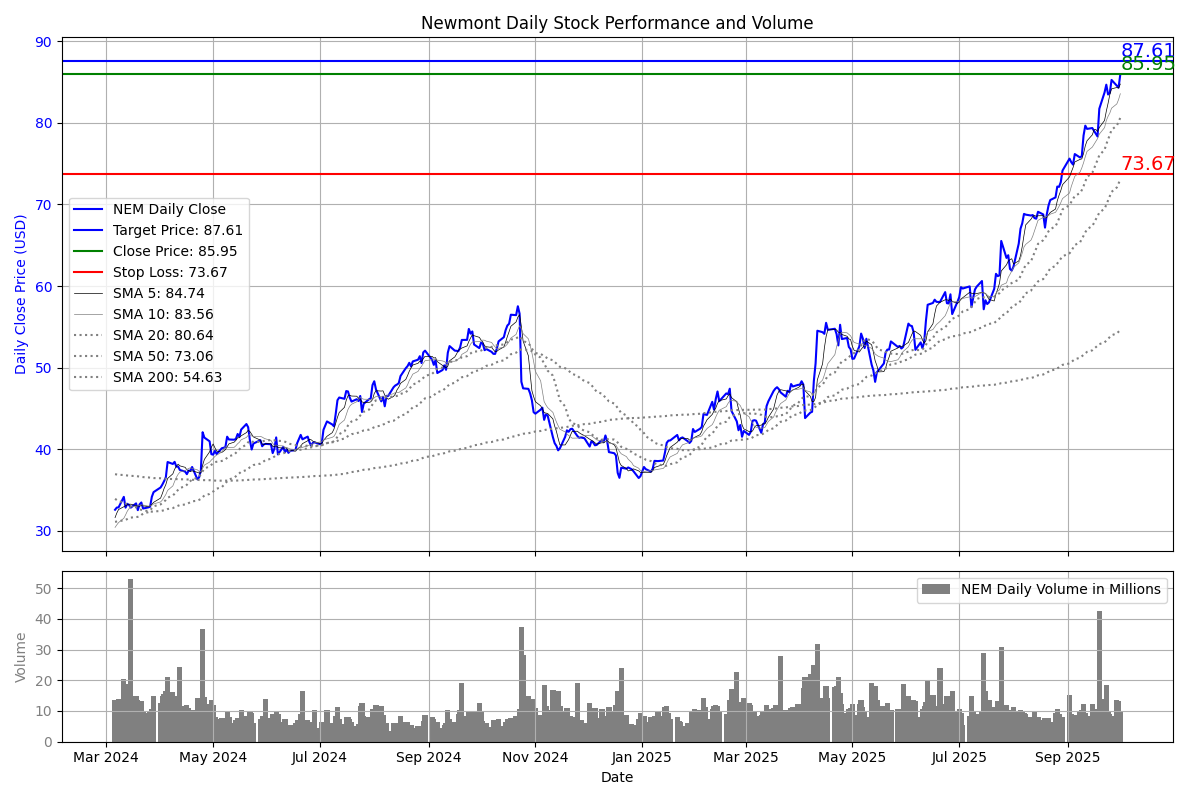 Newmont Daily Stock Performance and Volume
90
80
70
60
50
40
30
Daily Close Price (USD)
87.61
85.95
73.67
NEM Daily Close
Target Price: 87.61
Close Price: 85.95
Stop Loss: 73.67
SMA 5: 84.74
SMA 10: 83.56
SMA 20: 80.64
SMA 50: 73.06
SMA 200: 54.63
50
40
30
20
10
0
Volume
NEM Daily Volume in Millions
Mar 2024 May 2024 Jul 2024 Sep 2024 Nov 2024 Jan 2025 Mar 2025 May 2025 Jul 2025 Sep 2025
Date